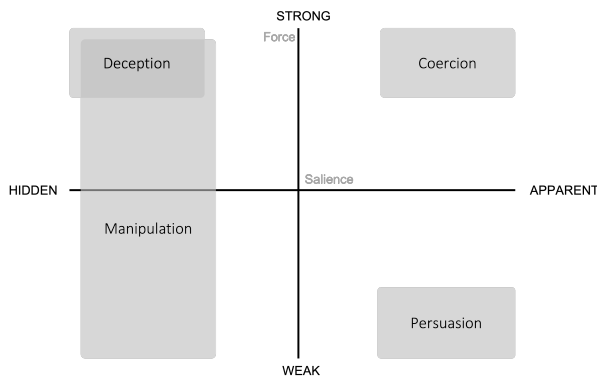 STRONG
Force
Deception
Coercion
Salience
HIDDEN
APPARENT
Manipulation
Persuasion
WEAK